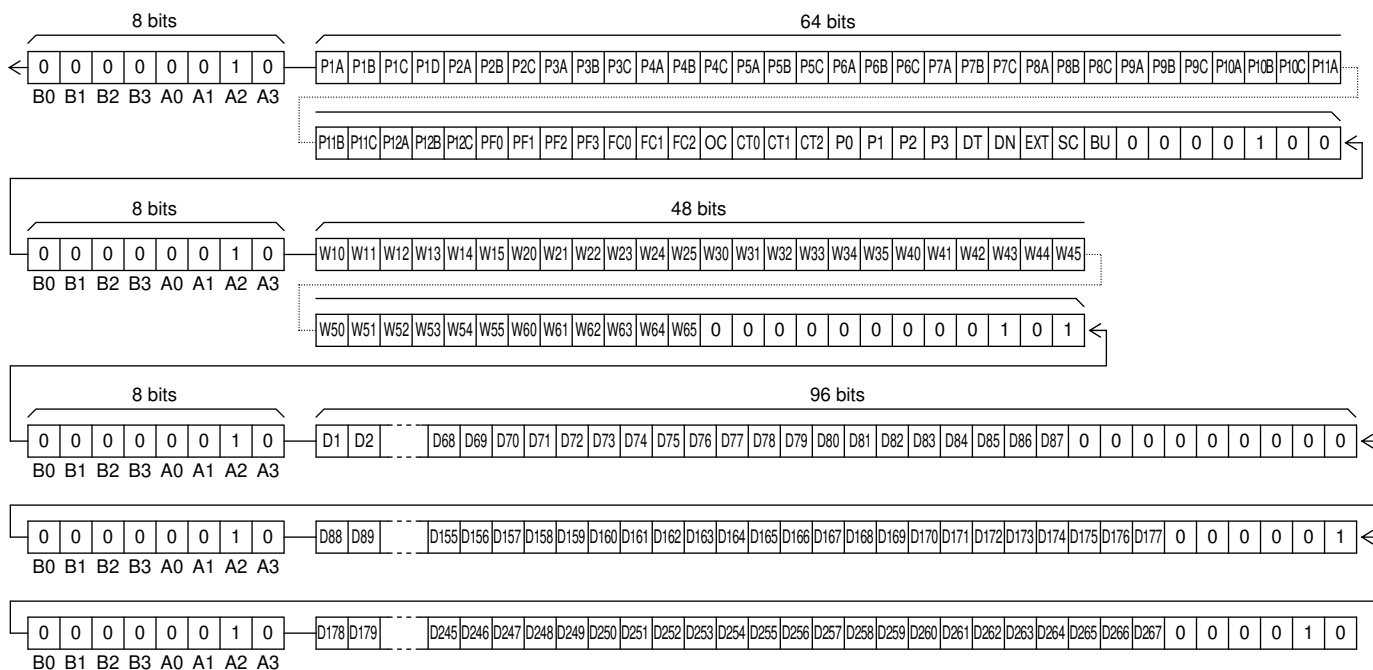 8 bits 64 bits
0 0 0 0 0 0 1 0 P1A P1B P1C P1D P2A P2B P2C P3A P3B P3C P4A P4B P4C P5A P5B P5C P6A P6B P6C P7A P7B P7C P8A P8B P8C P9A P9B P9C P10A P10B P10C P11A
B0 B1 B2 B3 A0 A1 A2 A3
P11B P11C P12A P12B P12C PF0 PF1 PF2 PF3 FC0 FC1 FC2 OC CT0 CT1 CT2 P0 P1 P2 P3 DT DN EXT SC BU 0 0 0 0 1 0 0
8 bits 48 bits
0 0 0 0 0 0 1 0 W10 W11 W12 W13 W14 W15 W20 W21 W22 W23 W24 W25 W30 W31 W32 W33 W34 W35 W40 W41 W42 W43 W44 W45
B0 B1 B2 B3 A0 A1 A2 A3
W50 W51 W52 W53 W54 W55 W60 W61 W62 W63 W64 W65 0 0 0 0 0 0 0 0 0 1 0 1
8 bits 96 bits
0 0 0 0 0 0 1 0 D1 D2 D68 D69 D70 D71 D72 D73 D74 D75 D76 D77 D78 D79 D80 D81 D82 D83 D84 D85 D86 D87 0 0 0 0 0 0 0 0 0
B0 B1 B2 B3 A0 A1 A2 A3
0 0 0 0 0 0 1 0 D88 D89 D155 D156 D157 D158 D159 D160 D161 D162 D163 D164 D165 D166 D167 D168 D169 D170 D171 D172 D173 D174 D175 D176 D177 0 0 0 0 0 1
B0 B1 B2 B3 A0 A1 A2 A3
0 0 0 0 0 0 1 0 D178 D179 D245 D246 D247 D248 D249 D250 D251 D252 D253 D254 D255 D256 D257 D258 D259 D260 D261 D262 D263 D264 D265 D266 D267 0 0 0 0 1 0
B0 B1 B2 B3 A0 A1 A2 A3